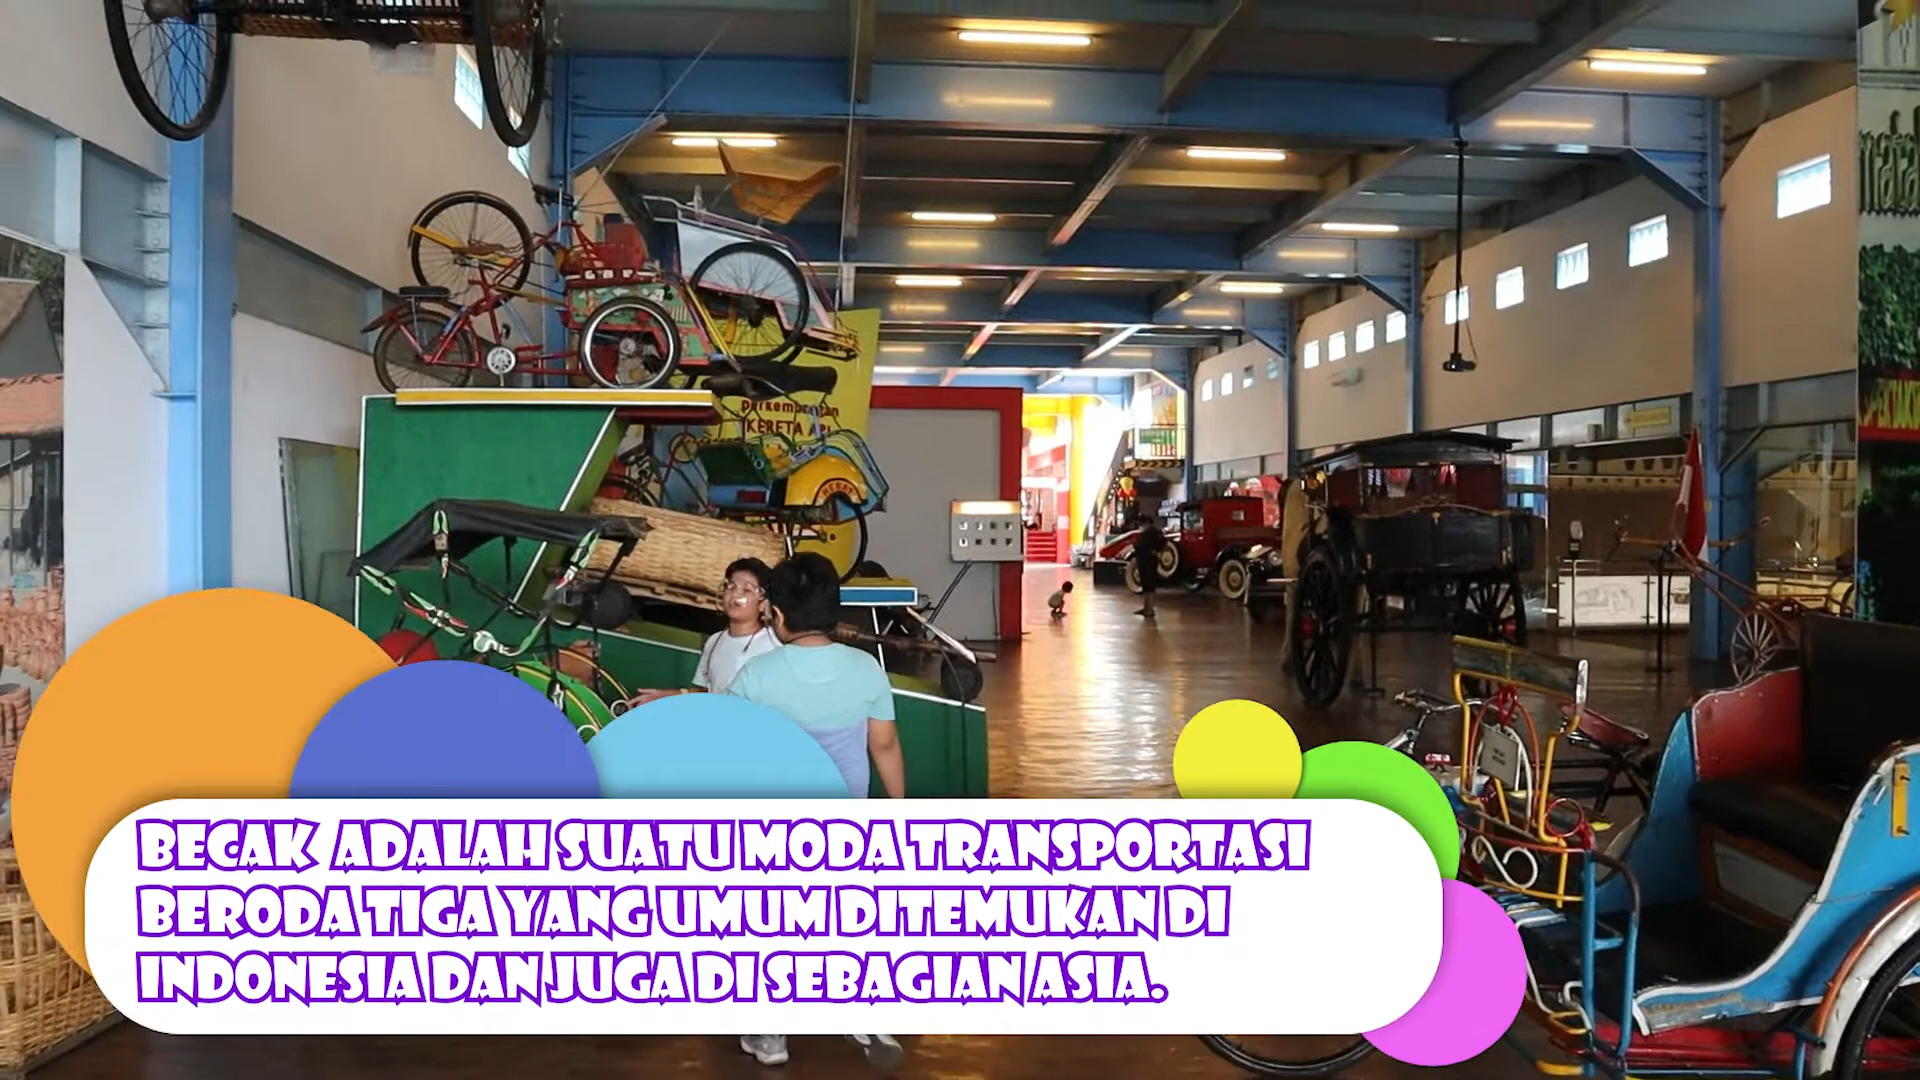 perkembangan
KERETA API
HEBAT
BECAK ADALAH SUATU MODA TRANSPORTASI
BERODA TIGA YANG UMUM DITEMUKAN DI
INDONESIA DAN JUGA DI SEBAGIAN ASIA.